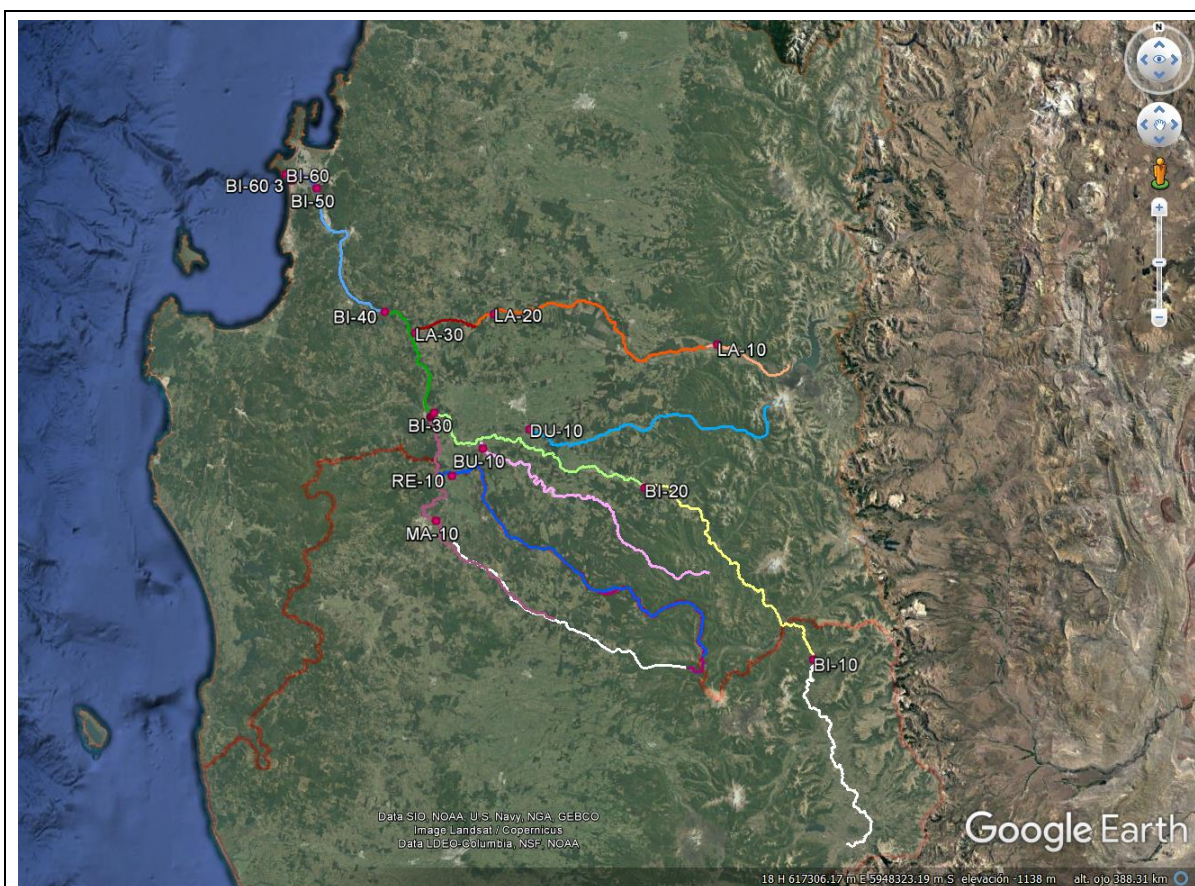 N
BI-60 3
BI-60
BI-50
BI-40
LA-30
LA-20
LA-10
BI-30
DU-10
BU-10
RE-10
BI-20
MA-10
BI-10
Data SIO, NOAA, U.S. Navy, NGA, GEBCO
Image Landsat / Copernicus
Data LDEO-Columbia, NSF, NOAA
Google Earth
18 H 617306.17 m E 5948323.19 m S elevación -1138 m alt. ojo 388.31 km